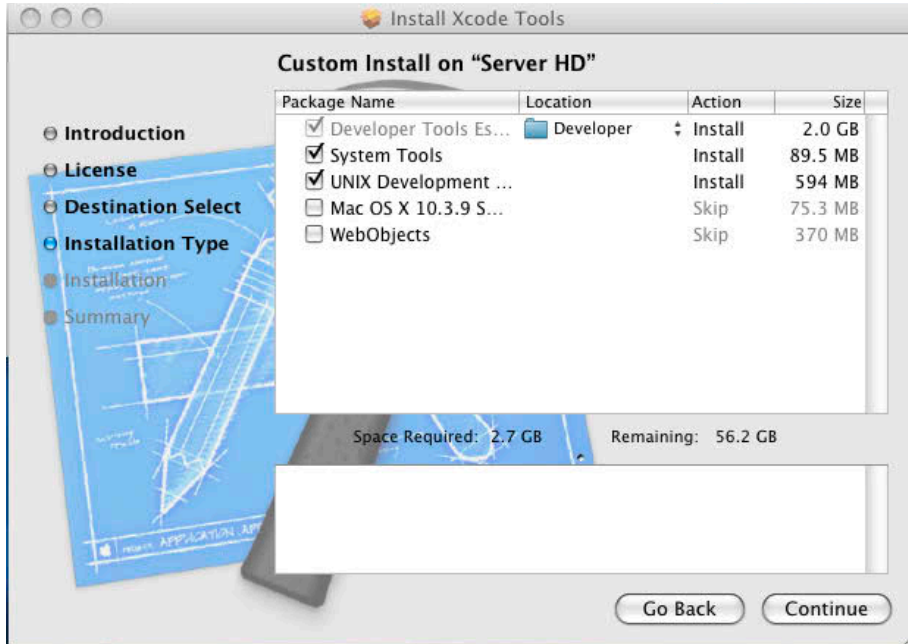 Install Xcode Tools
Custom Install on “Server HD”
Introduction
License
Destination Select
Installation Type
Installation
Summary
Package Name Location Action Size
Developer Tools Es... Developer Install 2.0 GB
System Tools Install 89.5 MB
UNIX Development ... Install 594 MB
Mac OS X 10.3.9 S... Skip 75.3 MB
WebObjects Skip 370 MB
Space Required: 2.7 GB Remaining: 56.2 GB
PROJECT: APPLICATION APP
Go Back Continue